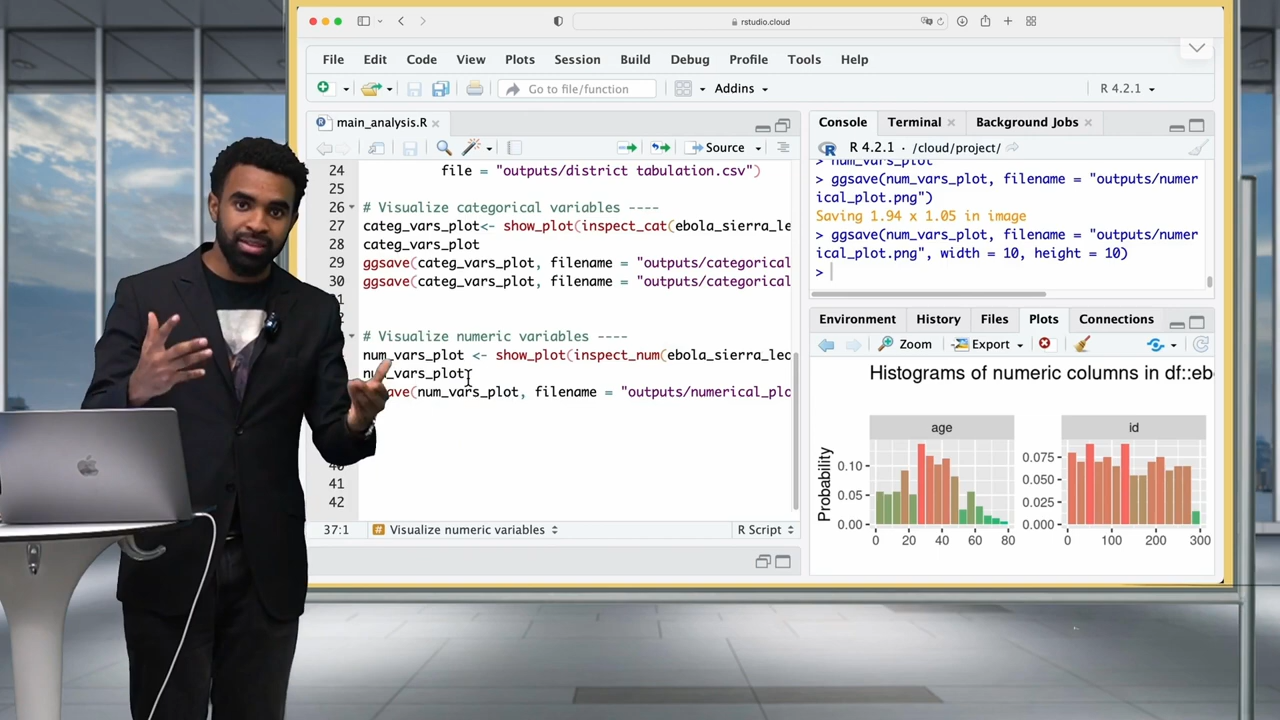 rstudio.cloud
File Edit Code View Plots Session Build Debug Profile Tools Help
Go to file/function
Addins
R 4.2.1
main_analysis.R
Source
24 file = "outputs/district tabulation.csv")
25
26 # Visualize categorical variables ----
27 categ_vars_plot<- show_plot(inspect_cat(ebola_sierra_le
28 categ_vars_plot
29 ggsave(categ_vars_plot, filename = "outputs/categorical
30 ggsave(categ_vars_plot, filename = "outputs/categorical
# Visualize numeric variables ----
num_vars_plot <- show_plot(inspect_num(ebola_sierra_lec
num_vars_plot
ave(num_vars_plot, filename = "outputs/numerical_plo
40
41
42
37:1 # Visualize numeric variables R Script
Console Terminal Background Jobs
R R 4.2.1 · /cloud/project/
> num_vars_plot
> ggsave(num_vars_plot, filename = "outputs/numer
ical_plot.png")
Saving 1.94 x 1.05 in image
> ggsave(num_vars_plot, filename = "outputs/numer
ical_plot.png", width = 10, height = 10)
>
Environment History Files Plots Connections
Zoom Export
Histograms of numeric columns in df::eb
age id
Probability
0.10
0.05
0.00
0 20 40 60 80
0.075
0.050
0.025
0.000
0 100 200 300